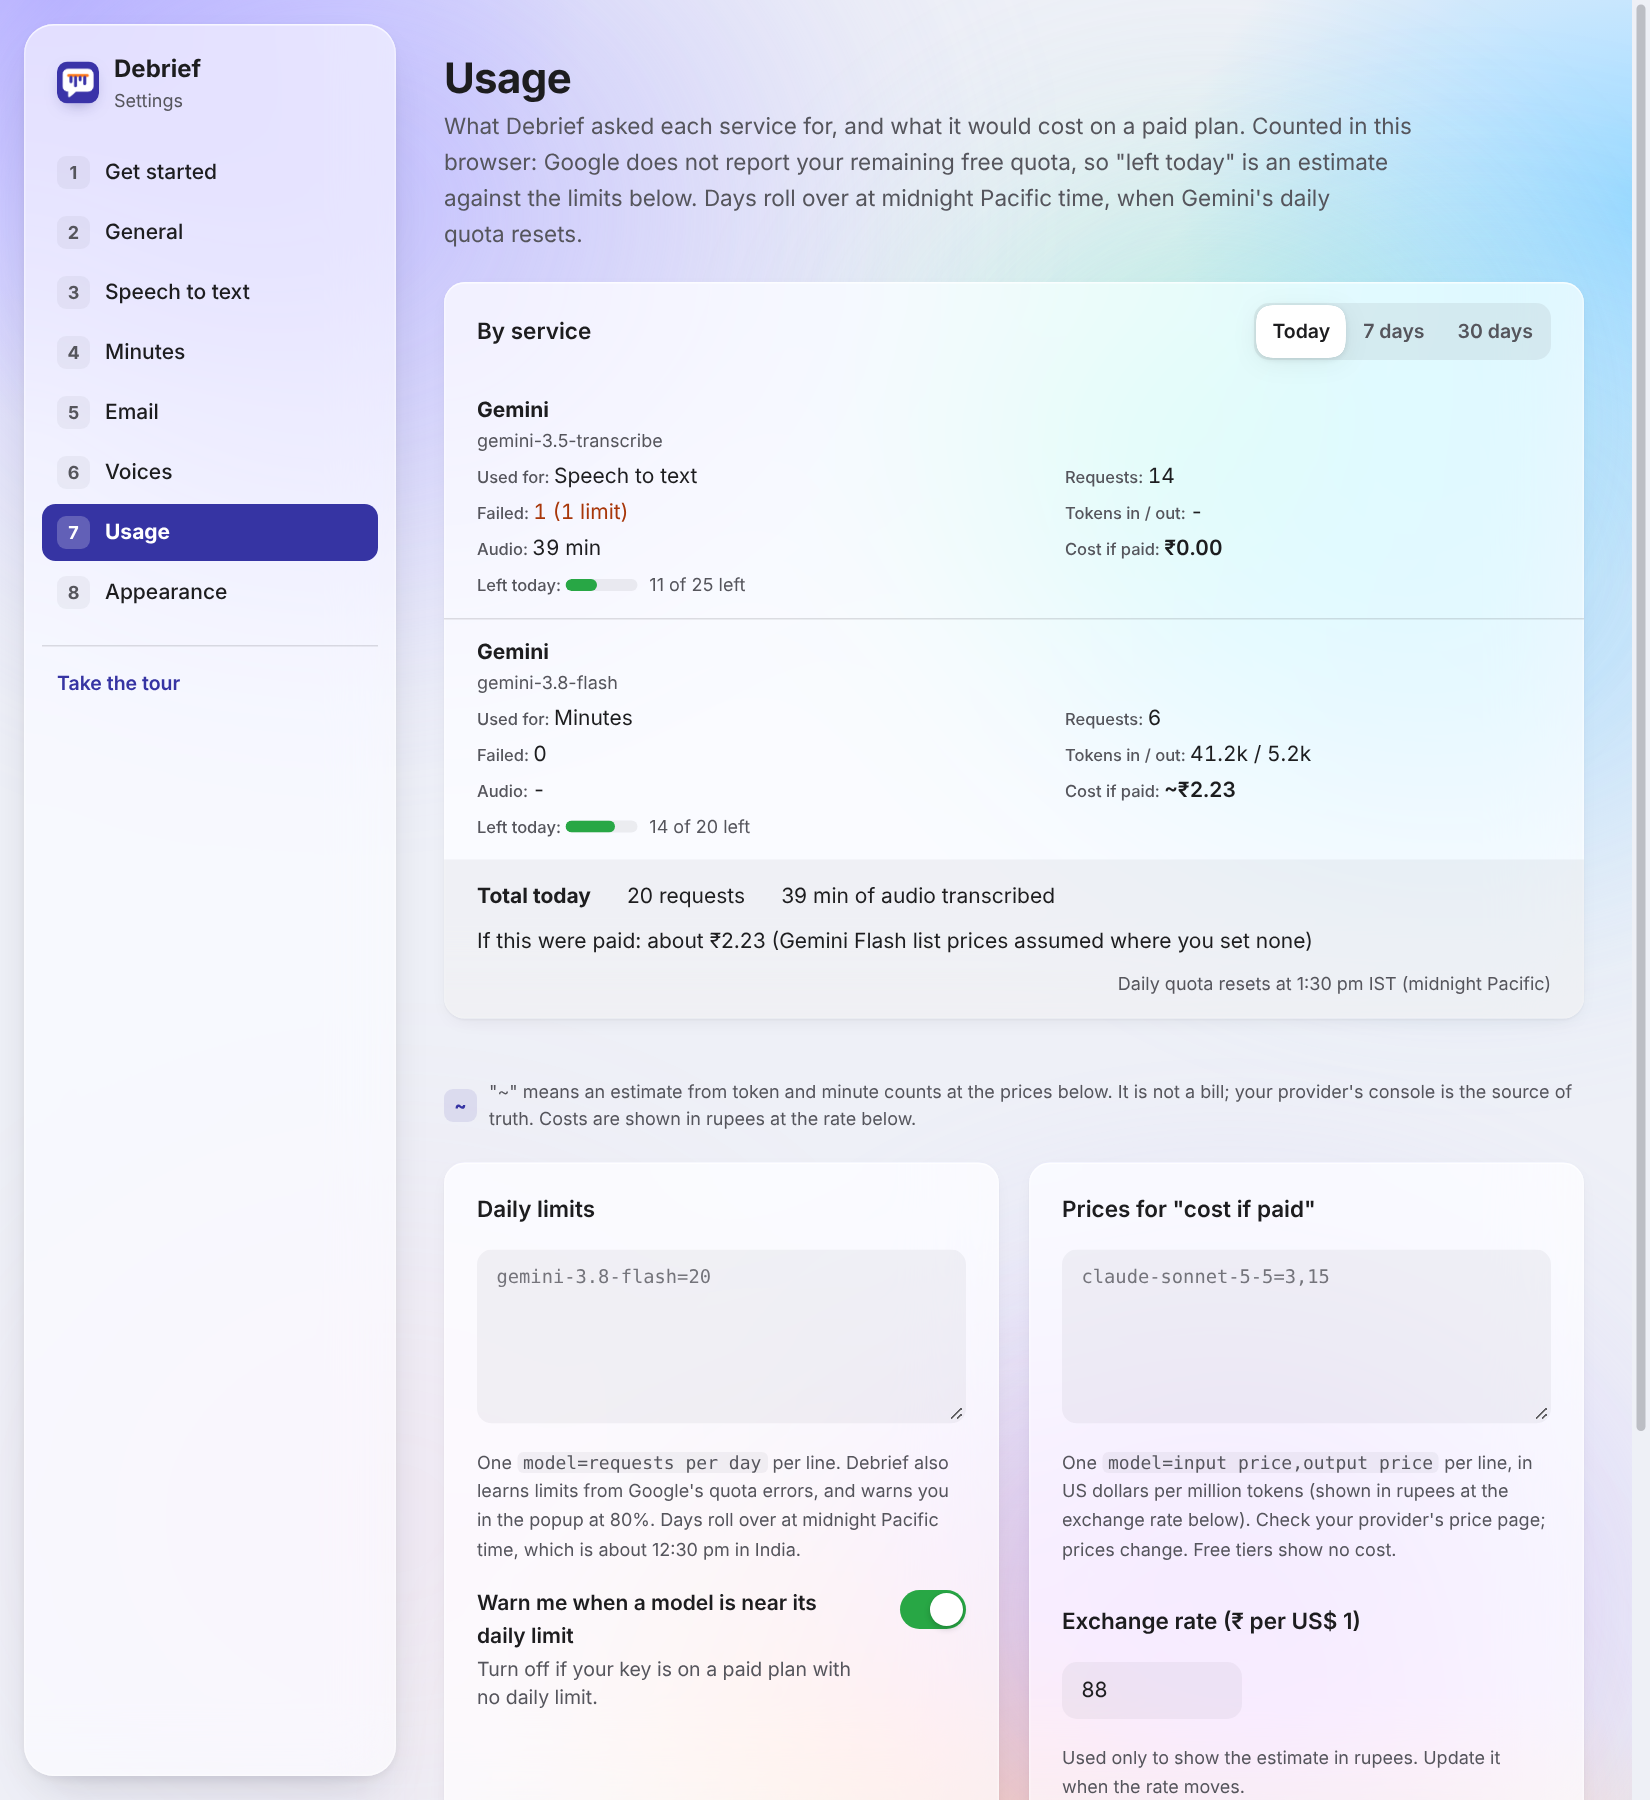 Debrief
Settings
1 Get started
2 General
3 Speech to text
4 Minutes
5 Email
6 Voices
7 Usage
8 Appearance
Take the tour
Usage
What Debrief asked each service for, and what it would cost on a paid plan. Counted in this
browser: Google does not report your remaining free quota, so "left today" is an estimate
against the limits below. Days roll over at midnight Pacific time, when Gemini's daily
quota resets.
By service
Today 7 days 30 days
Gemini
gemini-3.5-transcribe
Used for: Speech to text
Requests: 14
Failed: 1 (1 limit)
Tokens in / out: -
Audio: 39 min
Cost if paid: ₹0.00
Left today: 11 of 25 left
Gemini
gemini-3.8-flash
Used for: Minutes
Requests: 6
Failed: 0
Tokens in / out: 41.2k / 5.2k
Audio: -
Cost if paid: ~₹2.23
Left today: 14 of 20 left
Total today 20 requests 39 min of audio transcribed
If this were paid: about ₹2.23 (Gemini Flash list prices assumed where you set none)
Daily quota resets at 1:30 pm IST (midnight Pacific)
~
"~" means an estimate from token and minute counts at the prices below. It is not a bill; your provider's console is the source of
truth. Costs are shown in rupees at the rate below.
Daily limits
gemini-3.8-flash=20
One model=requests per day per line. Debrief also
learns limits from Google's quota errors, and warns you
in the popup at 80%. Days roll over at midnight Pacific
time, which is about 12:30 pm in India.
Warn me when a model is near its
daily limit
Turn off if your key is on a paid plan with
no daily limit.
Prices for "cost if paid"
claude-sonnet-5-5=3,15
One model=input price,output price per line, in
US dollars per million tokens (shown in rupees at the
exchange rate below). Check your provider's price page;
prices change. Free tiers show no cost.
Exchange rate (₹ per US$ 1)
88
Used only to show the estimate in rupees. Update it
when the rate moves.